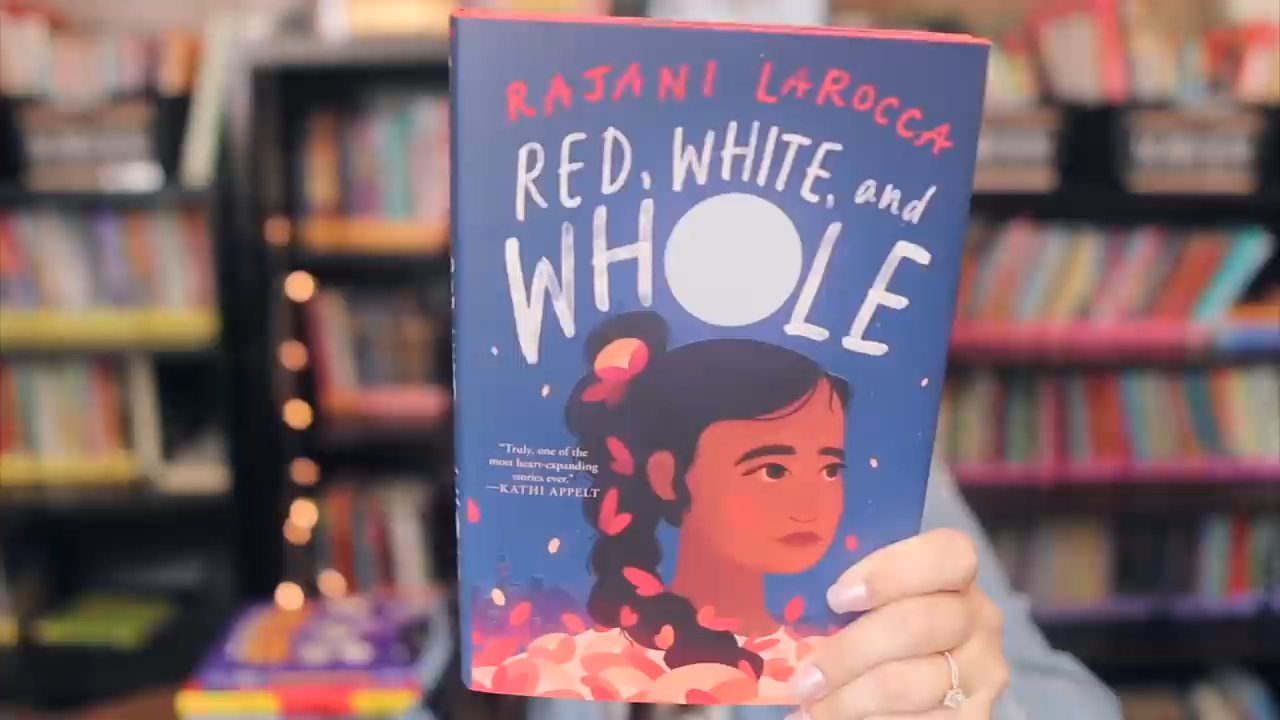 RAJANI LAROCCA
RED, WHITE, and
WHOLE
"Truly, one of the
most heart-expanding
stories ever."
—KATHI APPELT